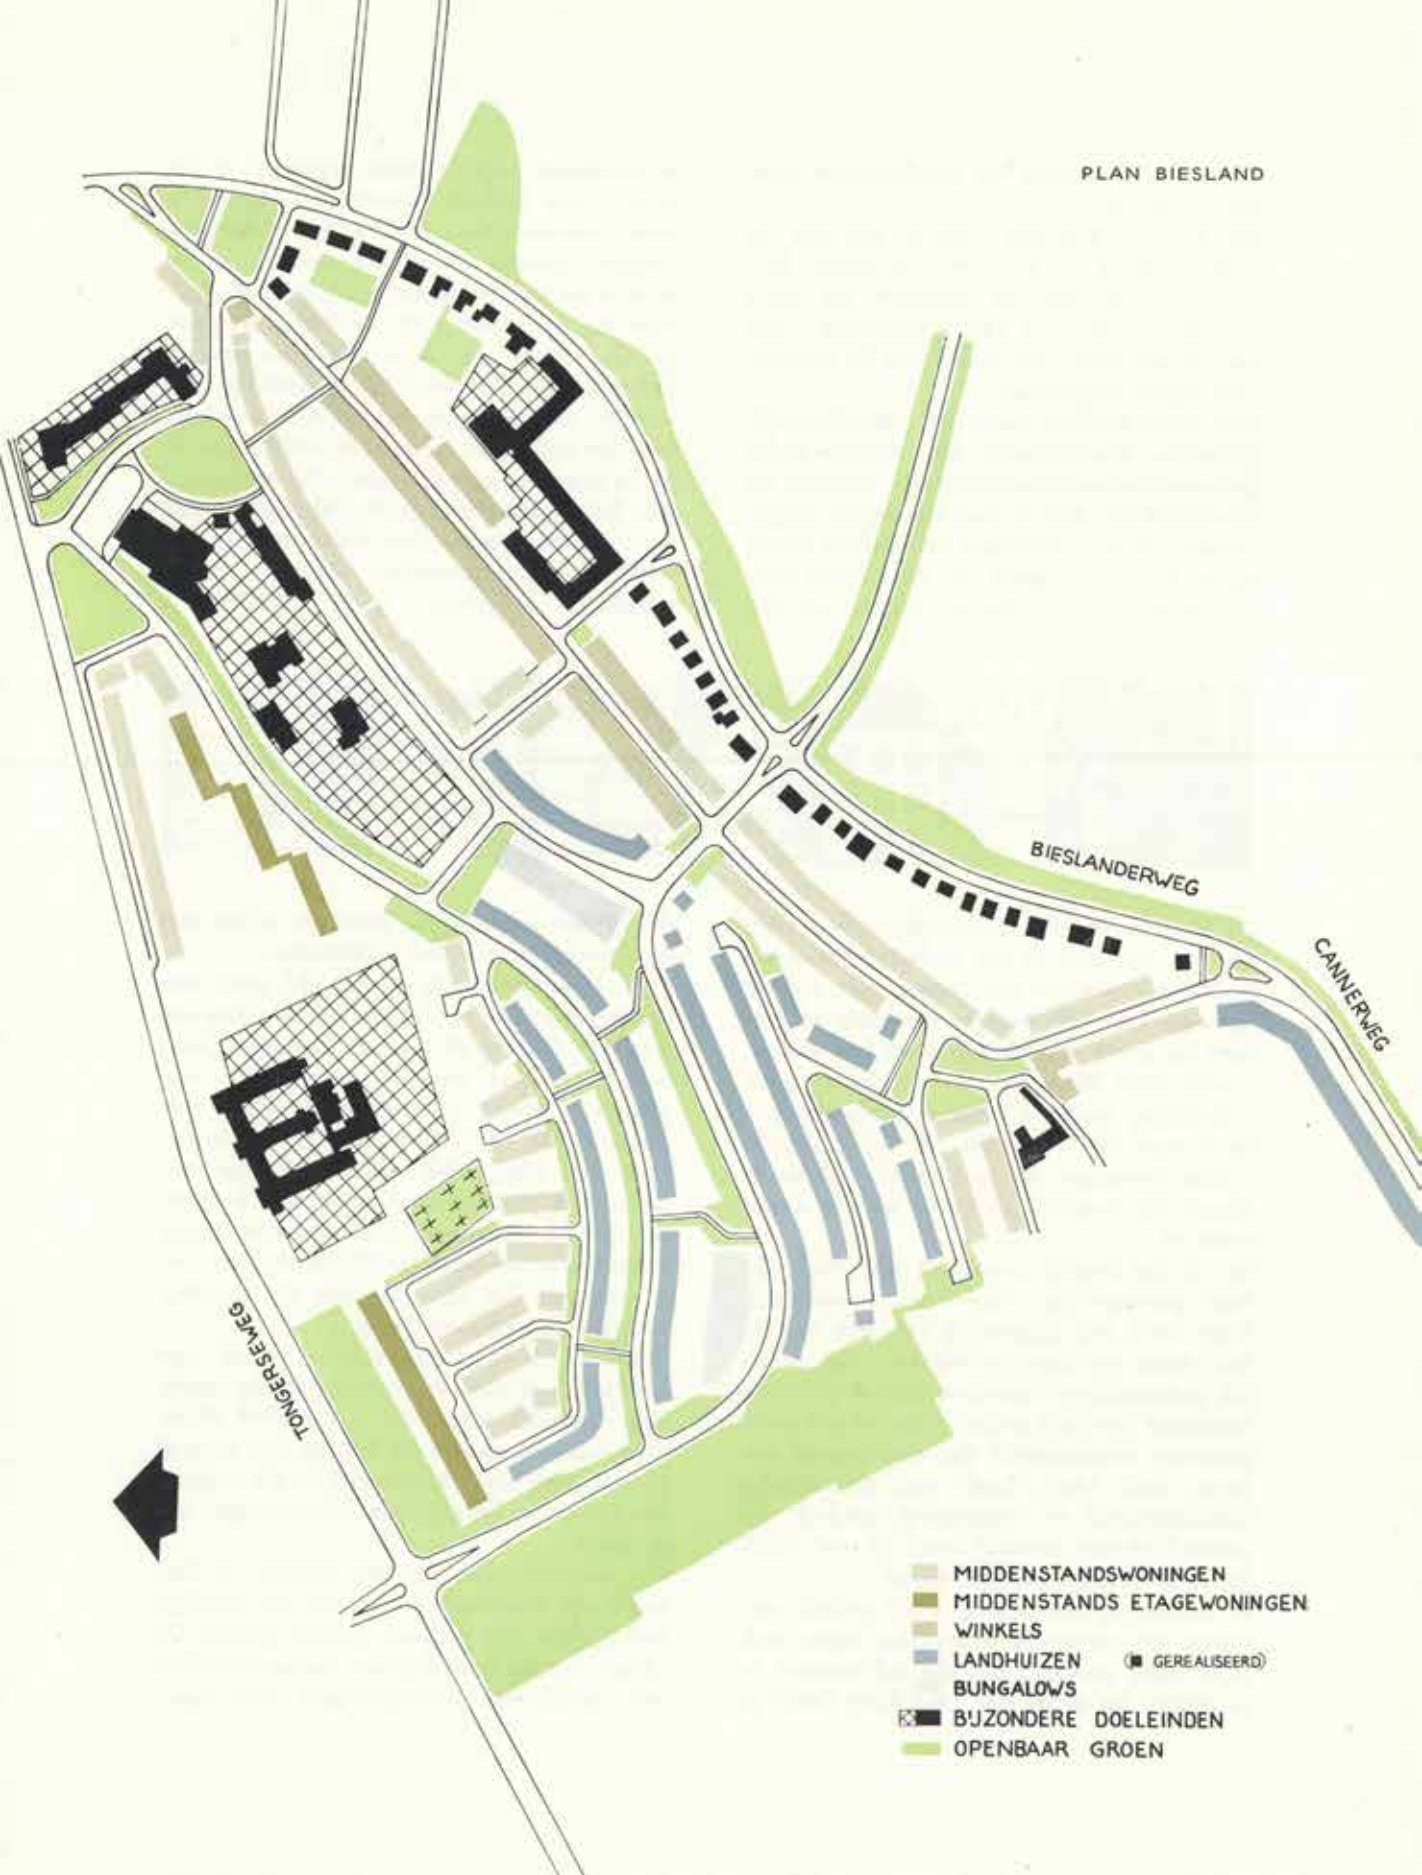 PLAN BIESLAND
BIESLANDERWEG
CANNERWEG
TONGERSEWEG
MIDDENSTANDSWONINGEN
MIDDENSTANDS ETAGEWONINGEN
WINKELS
LANDHUIZEN (■ GEREALISEERD)
BUNGALOWS
BIJZONDERE DOELEINDEN
OPENBAAR GROEN